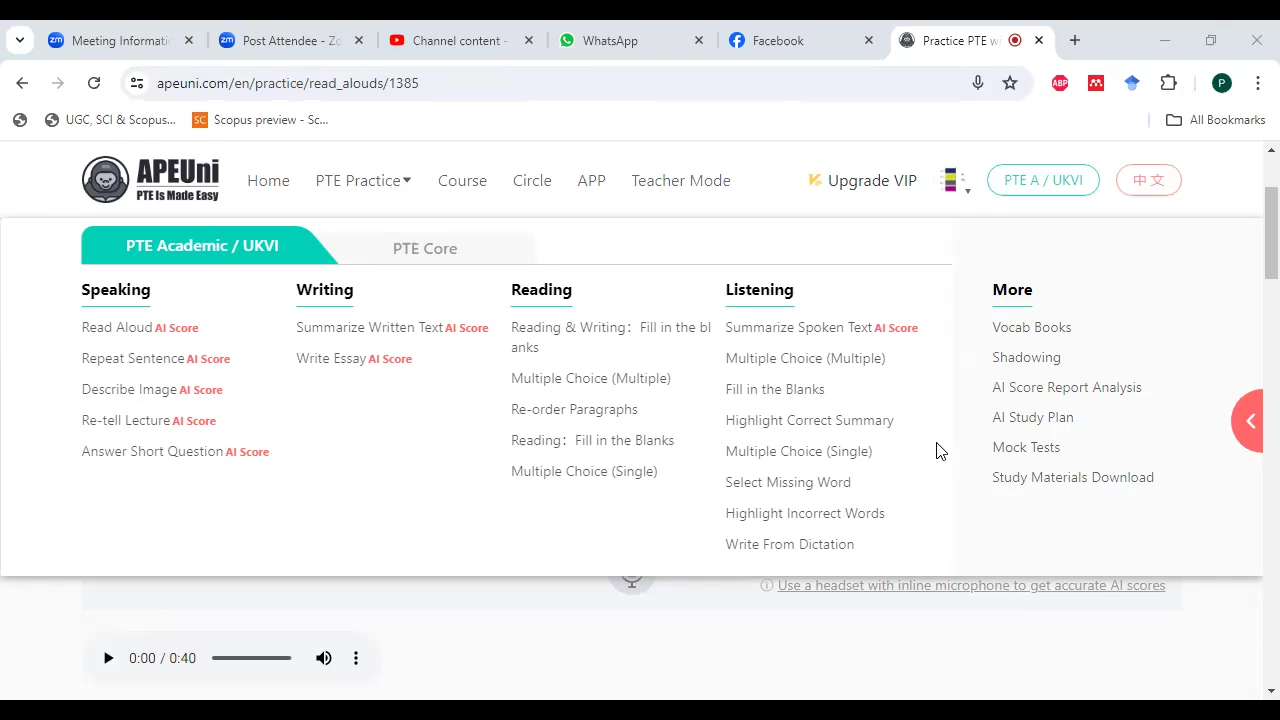 Meeting Informatic
Post Attendee - Zo
Channel content -
WhatsApp
Facebook
Practice PTE wi
apeuni.com/en/practice/read_alouds/1385
ABP
P
UGC, SCI & Scopus...
SC
Scopus preview - Sc...
All Bookmarks
APEUni
PTE Is Made Easy
Home
PTE Practice
Course
Circle
APP
Teacher Mode
Upgrade VIP
PTE A / UKVI
中 文
PTE Academic / UKVI
PTE Core
Speaking
Read Aloud AI Score
Repeat Sentence AI Score
Describe Image AI Score
Re-tell Lecture AI Score
Answer Short Question AI Score
Writing
Summarize Written Text AI Score
Write Essay AI Score
Reading
Reading & Writing：Fill in the bl
anks
Multiple Choice (Multiple)
Re-order Paragraphs
Reading：Fill in the Blanks
Multiple Choice (Single)
Listening
Summarize Spoken Text AI Score
Multiple Choice (Multiple)
Fill in the Blanks
Highlight Correct Summary
Multiple Choice (Single)
Select Missing Word
Highlight Incorrect Words
Write From Dictation
More
Vocab Books
Shadowing
AI Score Report Analysis
AI Study Plan
Mock Tests
Study Materials Download
Use a headset with inline microphone to get accurate AI scores
0:00 / 0:40